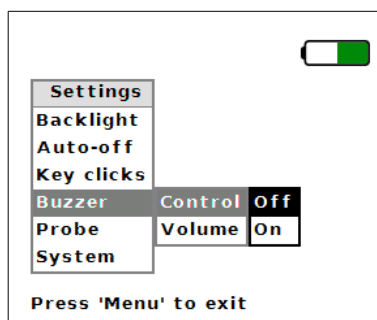 Settings
Backlight
Auto-off
Key clicks
Buzzer Control Off
Probe Volume On
System
Press 'Menu' to exit